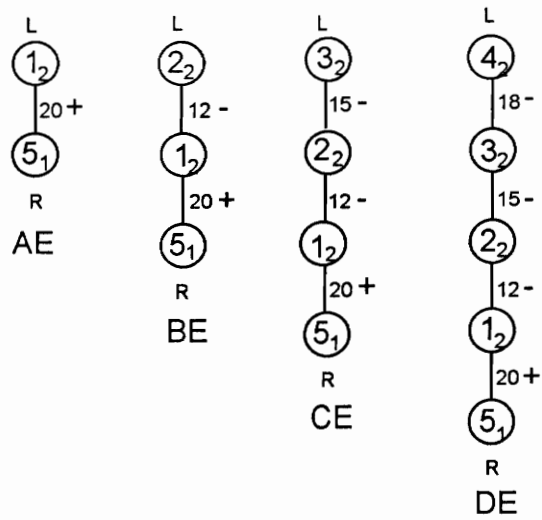 L
1₂
20 +
5₁
R
AE
L
2₂
12 -
1₂
20 +
5₁
R
BE
L
3₂
15 -
2₂
12 -
1₂
20 +
5₁
R
CE
L
4₂
18 -
3₂
15 -
2₂
12 -
1₂
20 +
5₁
R
DE